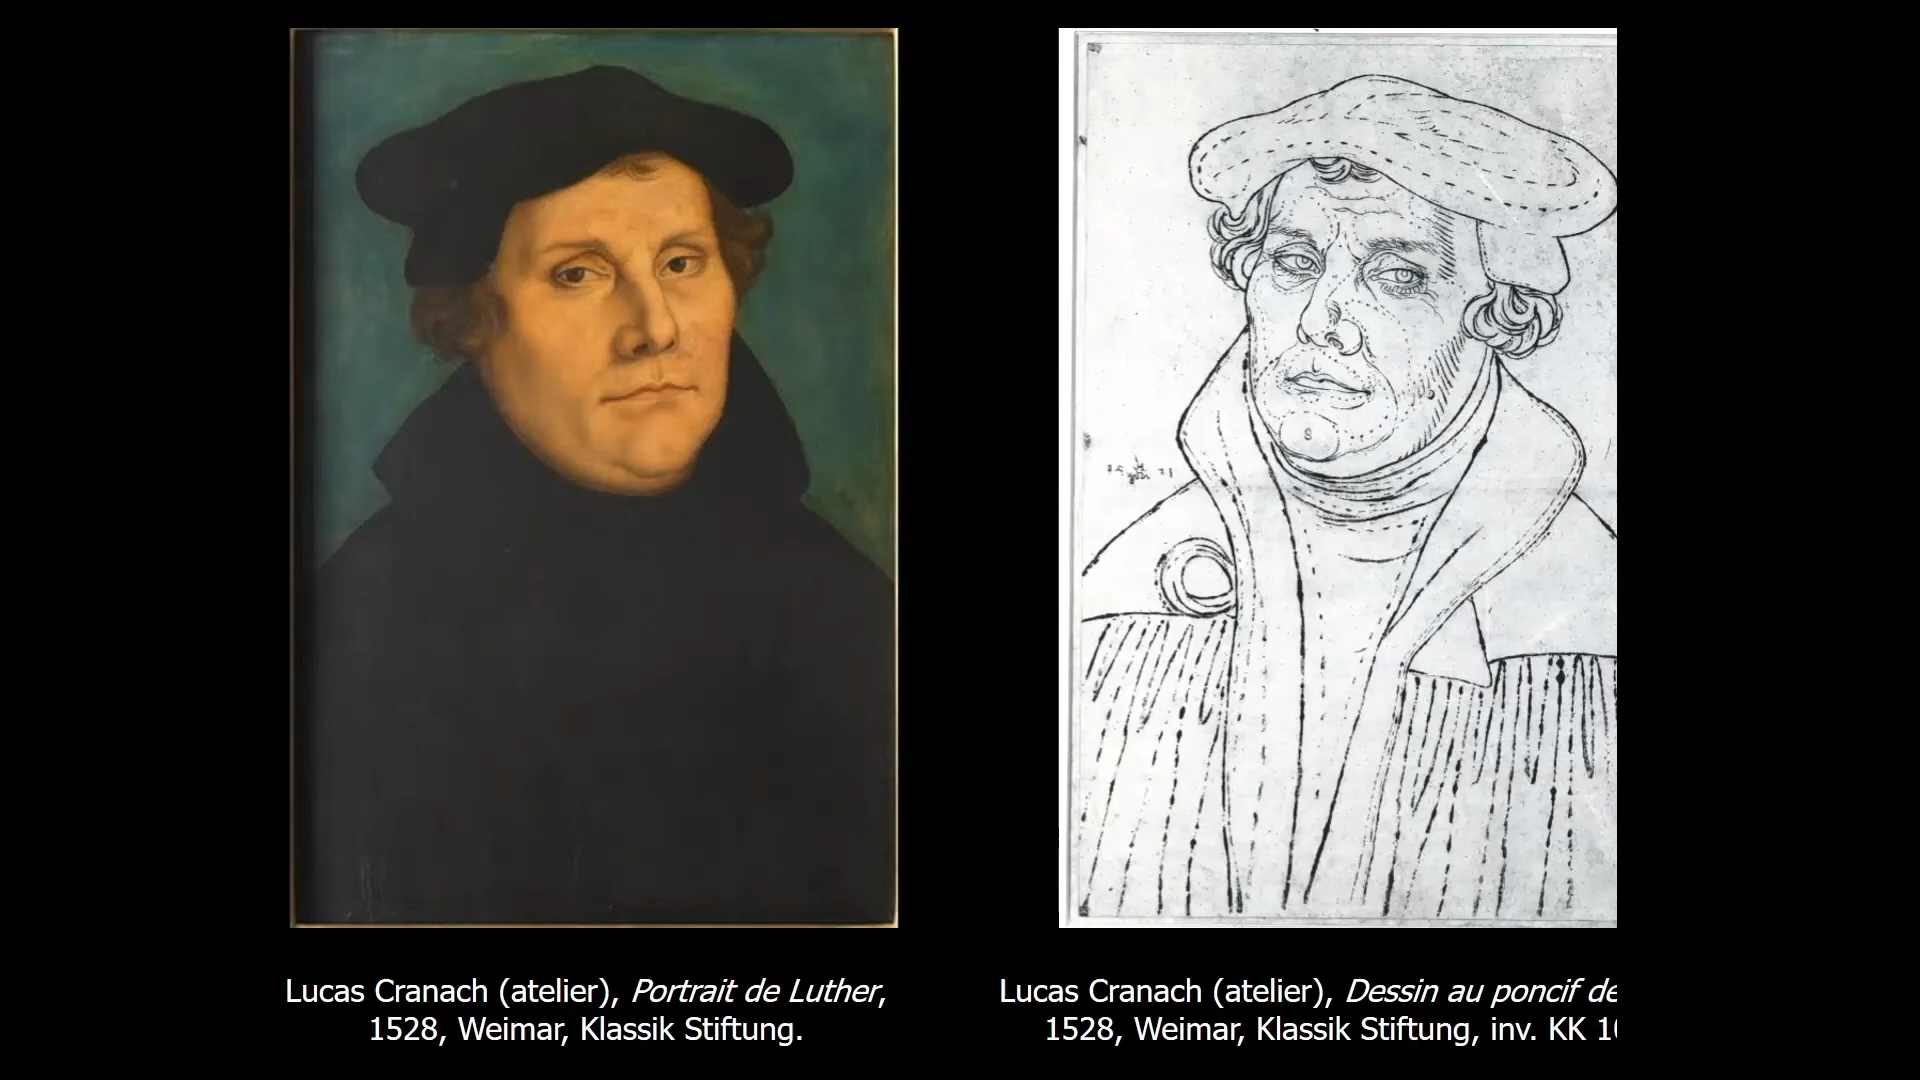 Lucas Cranach (atelier), Portrait de Luther,
1528, Weimar, Klassik Stiftung.
Lucas Cranach (atelier), Dessin au poncif de
1528, Weimar, Klassik Stiftung, inv. KK